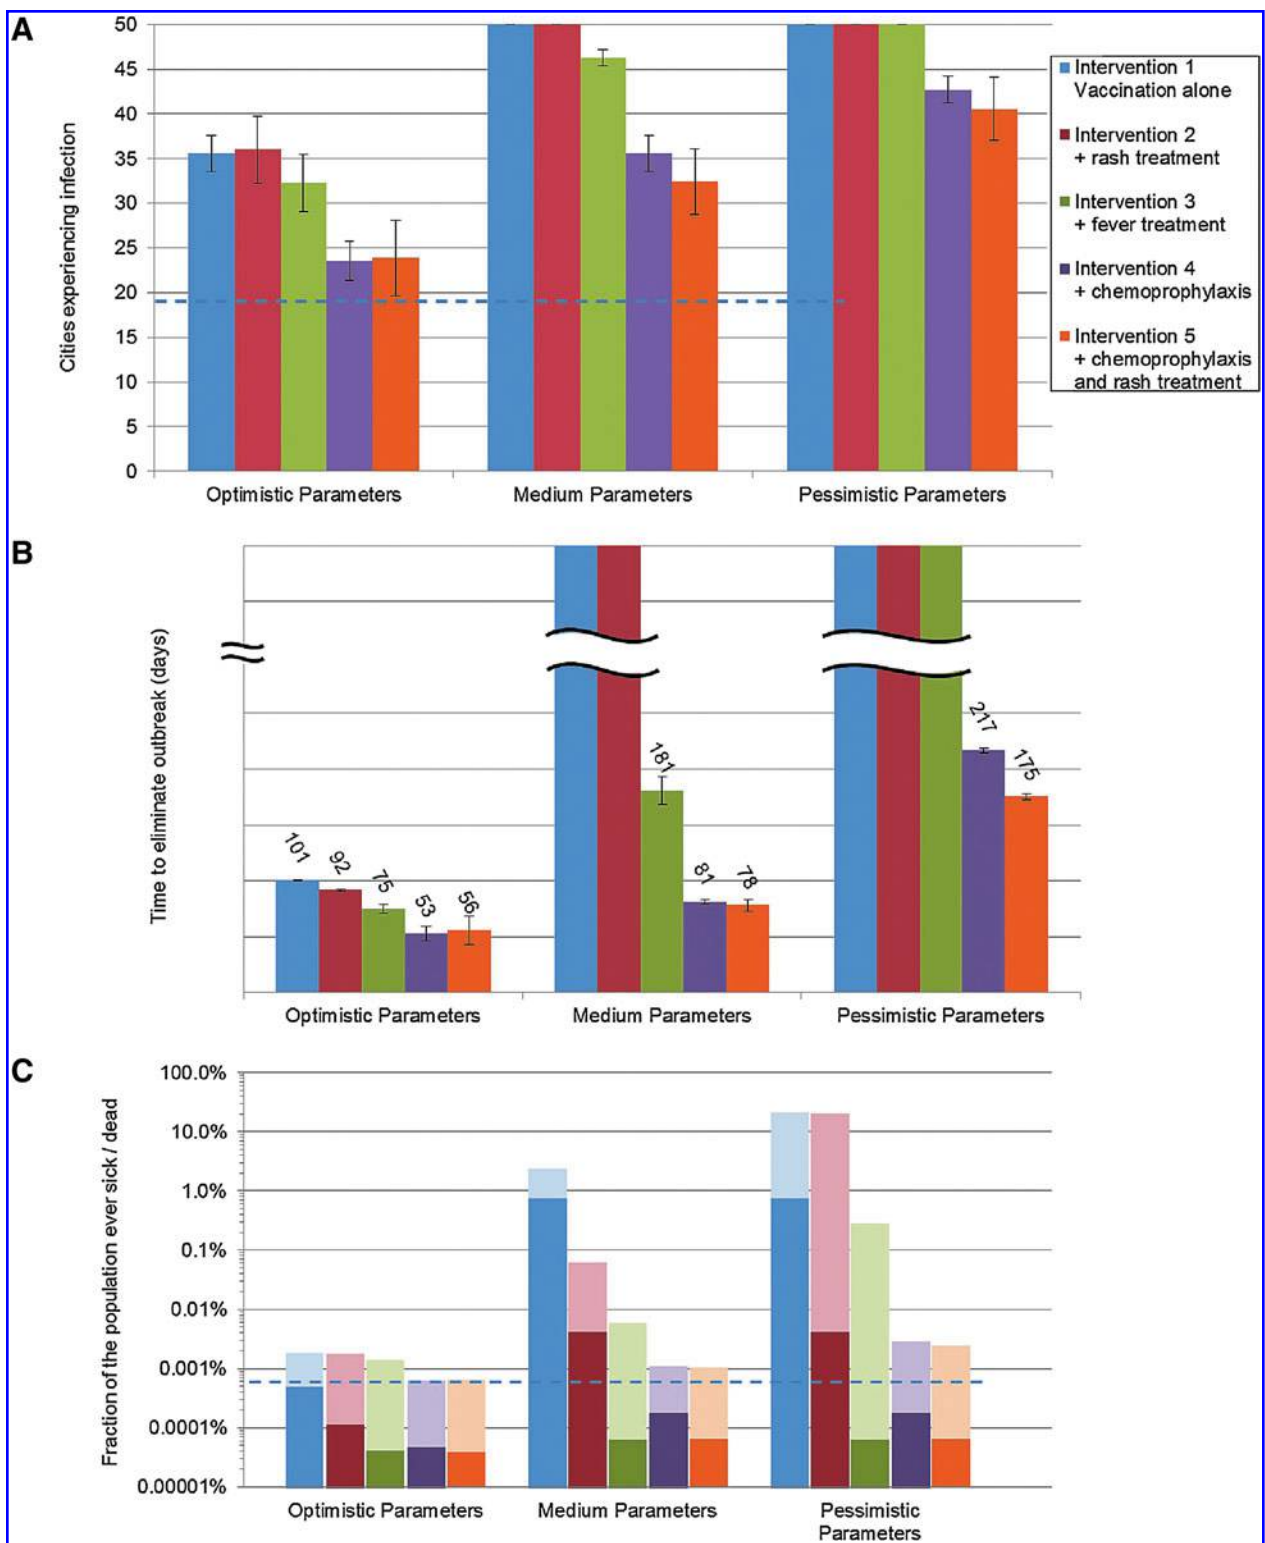 A
50
45
40
35
30
25
20
15
10
5
0
Cities experiencing infection
Optimistic Parameters
Medium Parameters
Pessimistic Parameters
Intervention 1
Vaccination alone
Intervention 2
+ rash treatment
Intervention 3
+ fever treatment
Intervention 4
+ chemoprophylaxis
Intervention 5
+ chemoprophylaxis
and rash treatment
B
Time to eliminate outbreak (days)
101
92
75
53
56
181
81
78
217
175
Optimistic Parameters
Medium Parameters
Pessimistic Parameters
C
100.0%
10.0%
1.0%
0.1%
0.01%
0.001%
0.0001%
0.00001%
Fraction of the population ever sick / dead
Optimistic Parameters
Medium Parameters
Pessimistic
Parameters